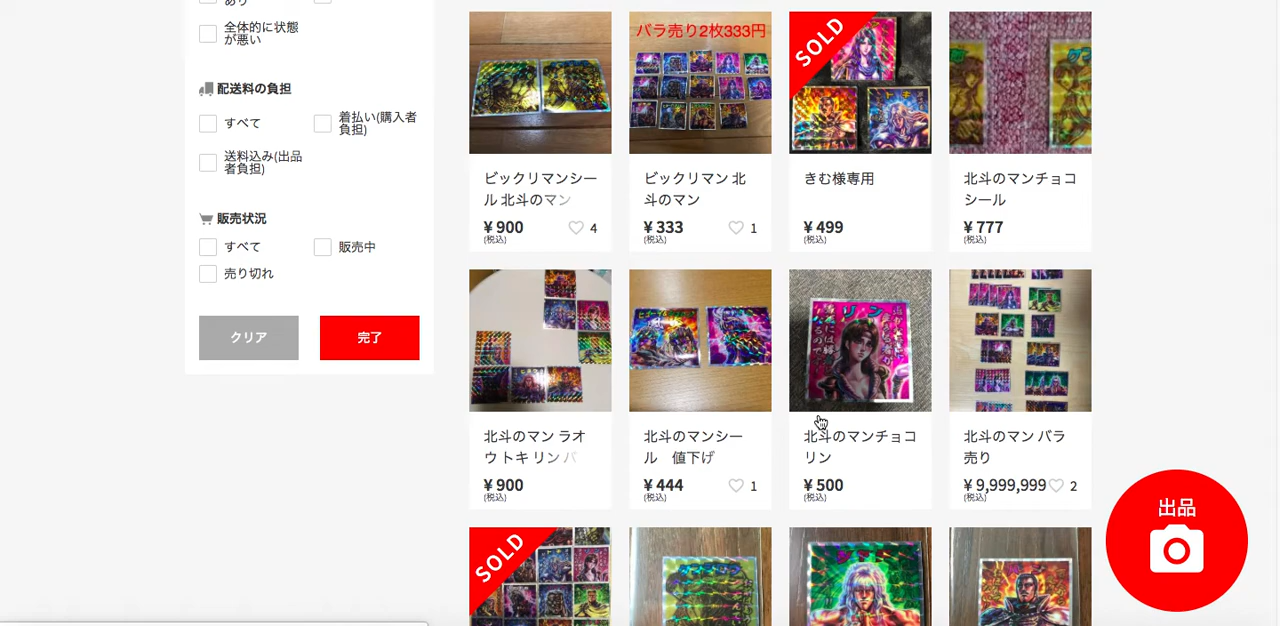 あり
全体的に状態
が悪い
配送料の負担
すべて
着払い(購入者
負担)
送料込み(出品
者負担)
販売状況
すべて
販売中
売り切れ
クリア
完了
ビックリマンシー
ル 北斗のマン
¥ 900
4
(税込)
バラ売り2枚333円
ビックリマン 北
斗のマン
¥ 333
1
(税込)
SOLD
きむ様専用
¥ 499
(税込)
北斗のマンチョコ
シール
¥ 777
(税込)
北斗のマン ラオ
ウ トキ リン バ
¥ 900
(税込)
北斗のマンシー
ル 値下げ
¥ 444
1
(税込)
リン
北斗のマンチョコ
リン
¥ 500
(税込)
北斗のマン バラ
売り
¥ 9,999,999
2
(税込)
SOLD
出品